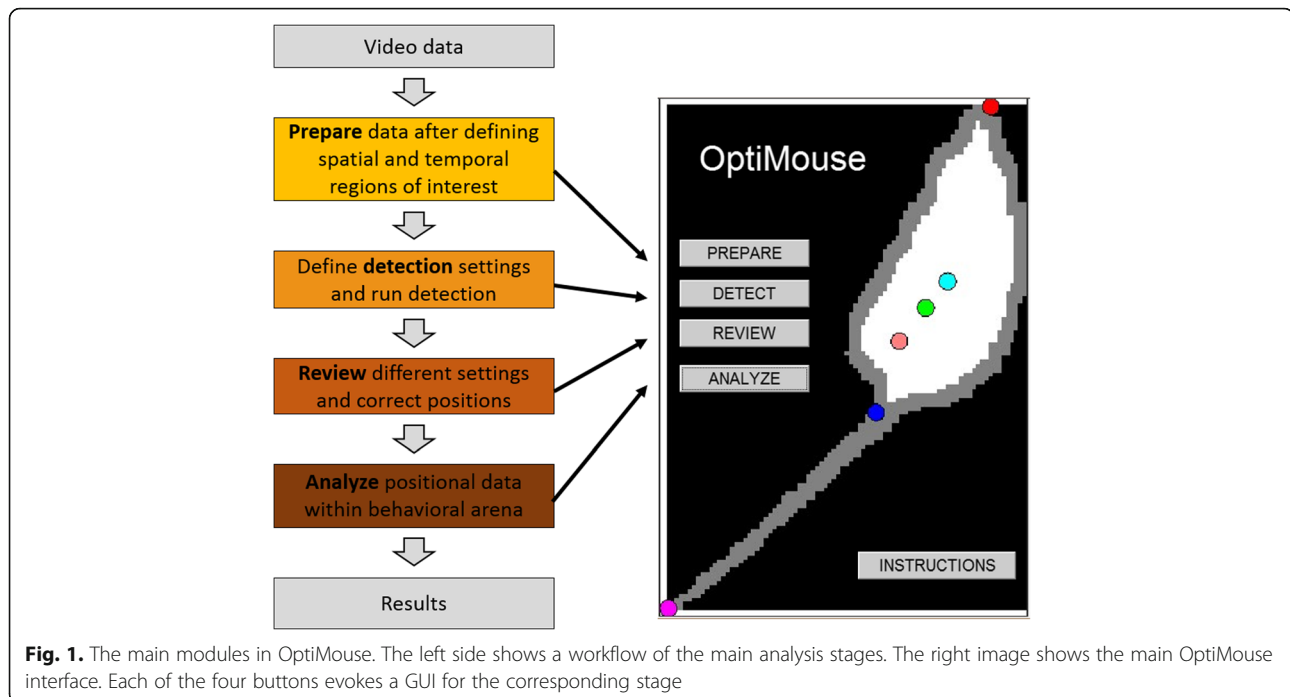 Video data
Prepare data after defining
spatial and temporal
regions of interest
Define detection settings
and run detection
Review different settings
and correct positions
Analyze positional data
within behavioral arena
Results
OptiMouse
PREPARE
DETECT
REVIEW
ANALYZE
INSTRUCTIONS
Fig. 1. The main modules in OptiMouse. The left side shows a workflow of the main analysis stages. The right image shows the main OptiMouse
interface. Each of the four buttons evokes a GUI for the corresponding stage